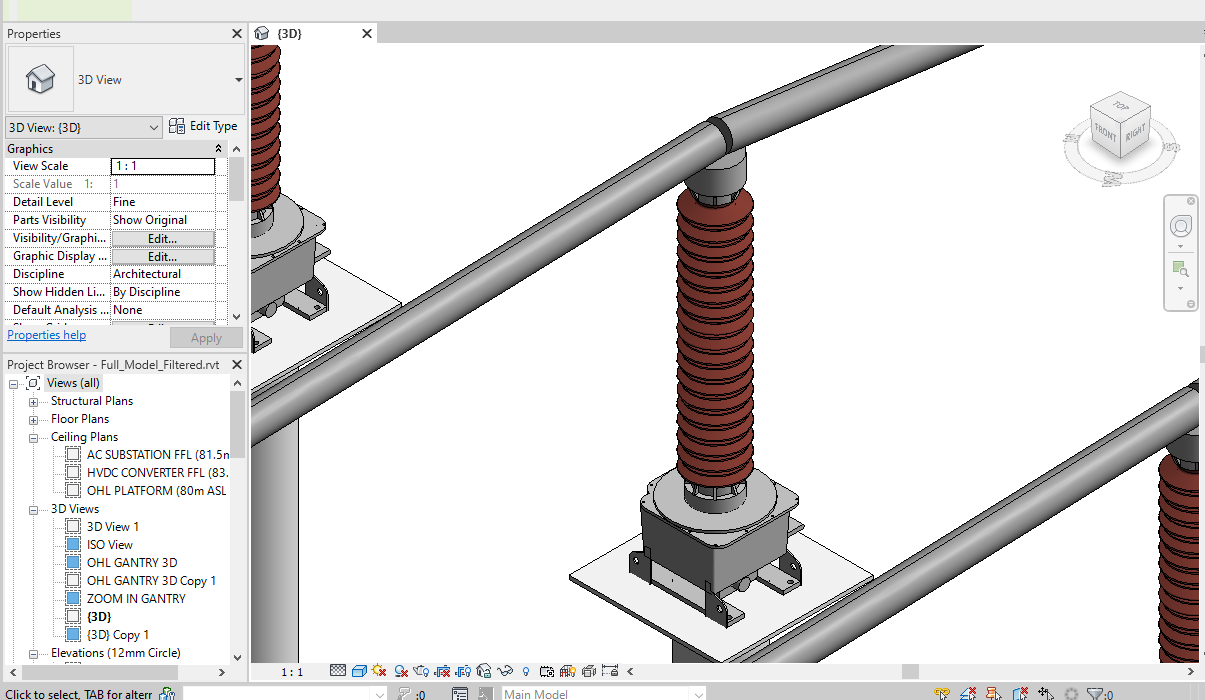 Properties
3D View
3D View: {3D}
Edit Type
Graphics
View Scale 1 : 1
Scale Value 1: 1
Detail Level Fine
Parts Visibility Show Original
Visibility/Graphi... Edit...
Graphic Display ... Edit...
Discipline Architectural
Show Hidden Li... By Discipline
Default Analysis ... None
Properties help
Apply
Project Browser - Full_Model_Filtered.rvt
Views (all)
Structural Plans
Floor Plans
Ceiling Plans
AC SUBSTATION FFL (81.5m
HVDC CONVERTER FFL (83.
OHL PLATFORM (80m ASL
3D Views
3D View 1
ISO View
OHL GANTRY 3D
OHL GANTRY 3D Copy 1
ZOOM IN GANTRY
{3D}
{3D} Copy 1
Elevations (12mm Circle)
{3D}
TOP
FRONT
RIGHT
1 : 1
Click to select, TAB for altern
:0
Main Model
:0